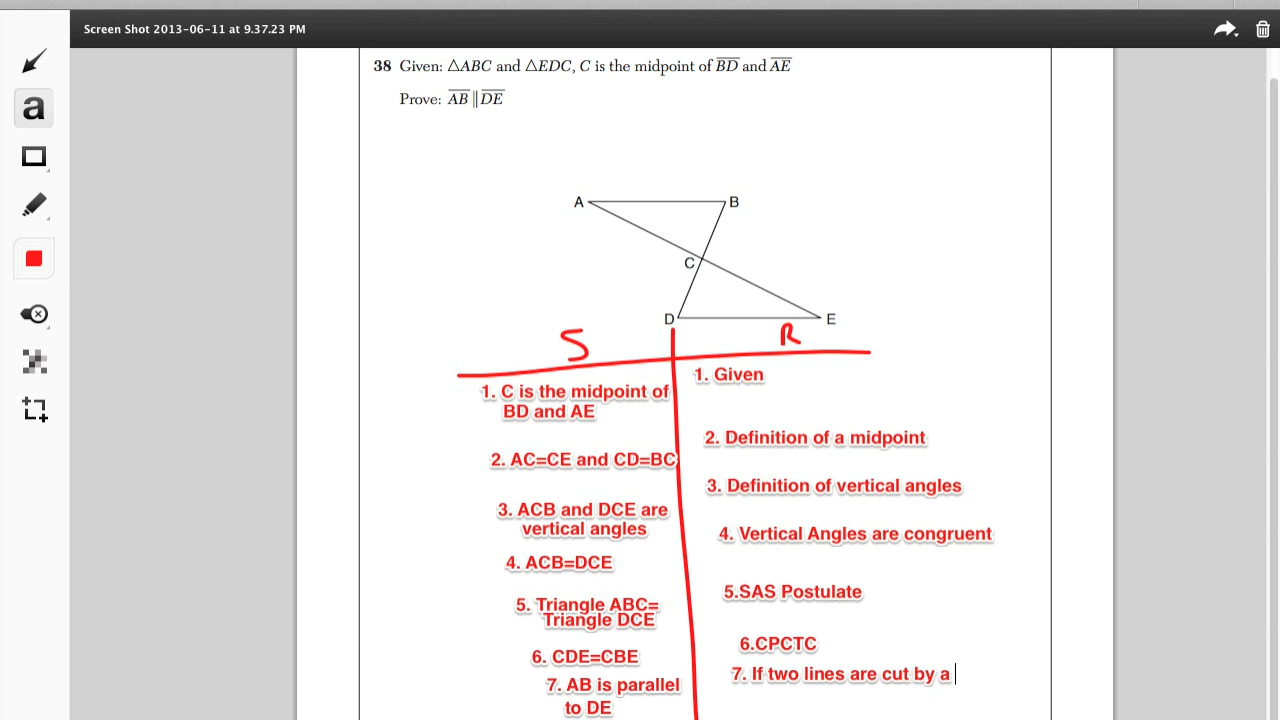 Screen Shot 2013-06-11 at 9.37.23 PM
a
38 Given: △ABC and △EDC, C is the midpoint of BD and AE
Prove: AB ∥ DE
A
B
C
D
E
S
R
1. C is the midpoint of
BD and AE
1. Given
2. Definition of a midpoint
2. AC=CE and CD=BC
3. Definition of vertical angles
3. ACB and DCE are
vertical angles
4. Vertical Angles are congruent
4. ACB=DCE
5.SAS Postulate
5. Triangle ABC=
Triangle DCE
6.CPCTC
6. CDE=CBE
7. If two lines are cut by a
7. AB is parallel
to DE